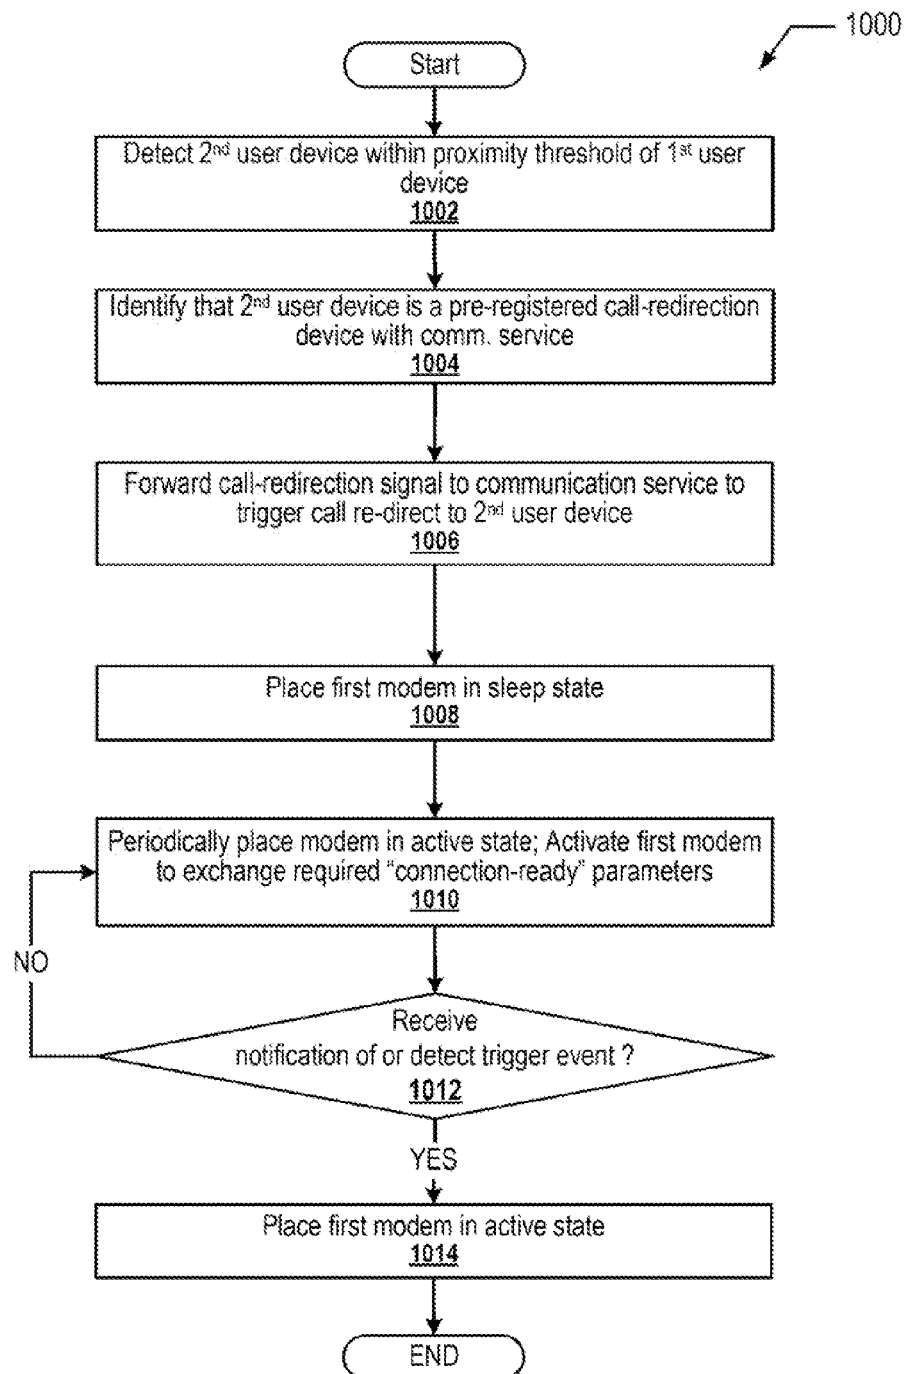 1000
Start
Detect 2nd user device within proximity threshold of 1st user
device
1002
Identify that 2nd user device is a pre-registered call-redirection
device with comm. service
1004
Forward call-redirection signal to communication service to
trigger call re-direct to 2nd user device
1006
Place first modem in sleep state
1008
Periodically place modem in active state; Activate first modem
to exchange required “connection-ready” parameters
1010
NO
Receive
notification of or detect trigger event ?
1012
YES
Place first modem in active state
1014
END